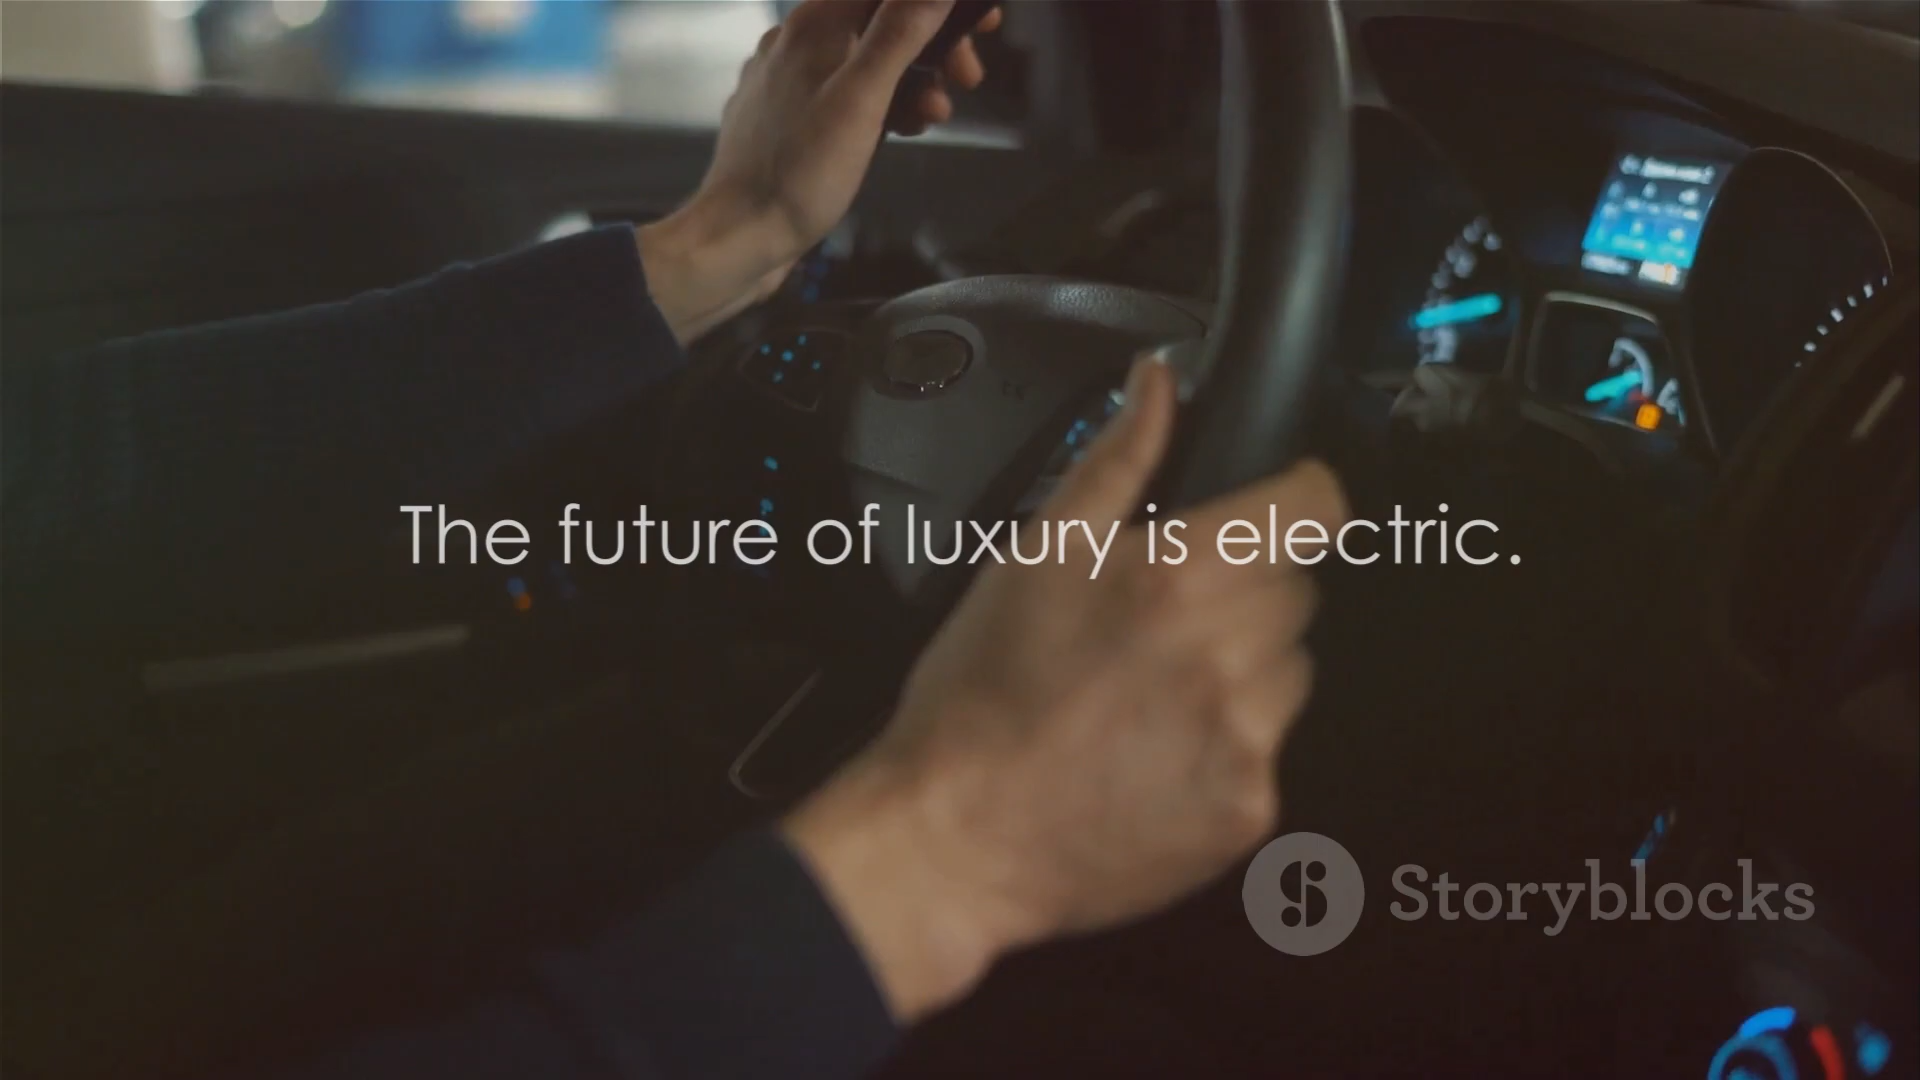 The future of luxury is electric.
Storyblocks